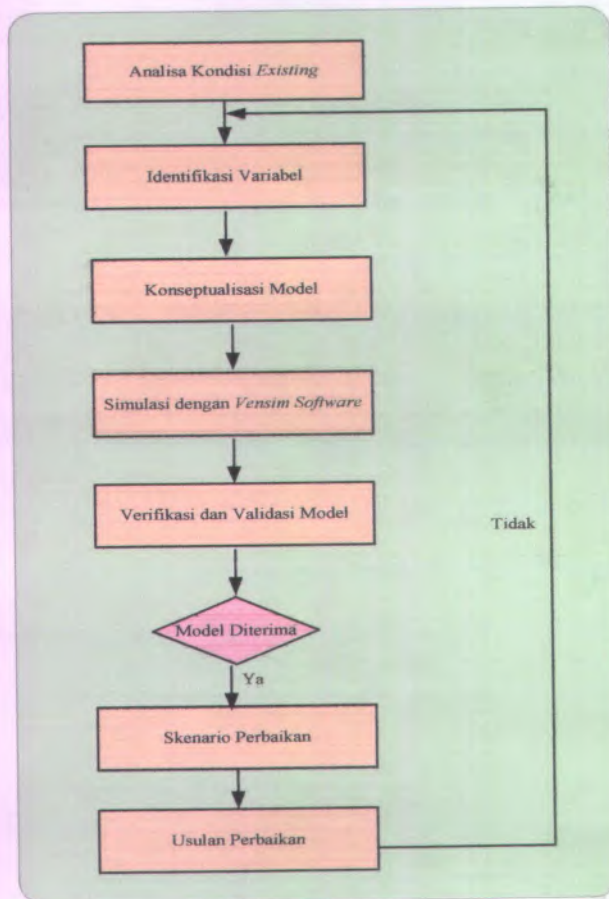 Analisa Kondisi Existing
Identifikasi Variabel
Konseptualisasi Model
Simulasi dengan Vensim Software
Verifikasi dan Validasi Model
Tidak
Model Diterima
Ya
Skenario Perbaikan
Usulan Perbaikan